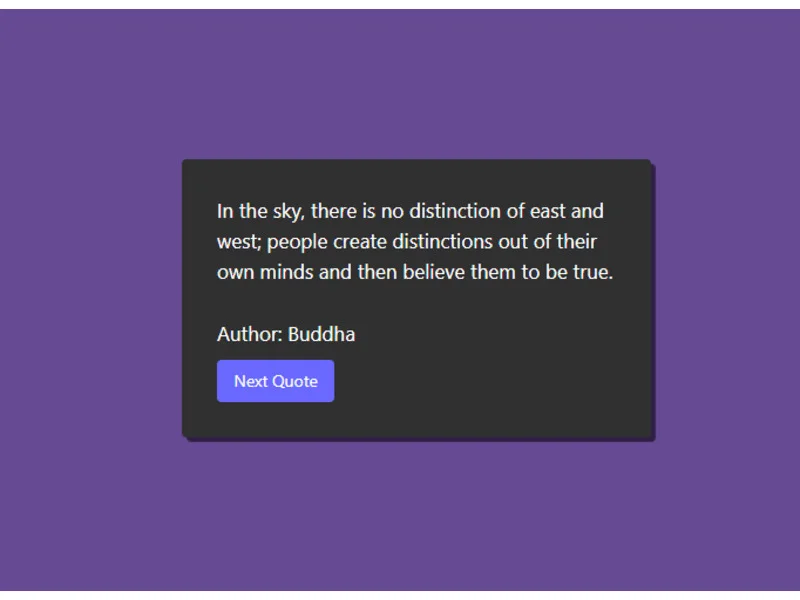 In the sky, there is no distinction of east and
west; people create distinctions out of their
own minds and then believe them to be true.
Author: Buddha
Next Quote